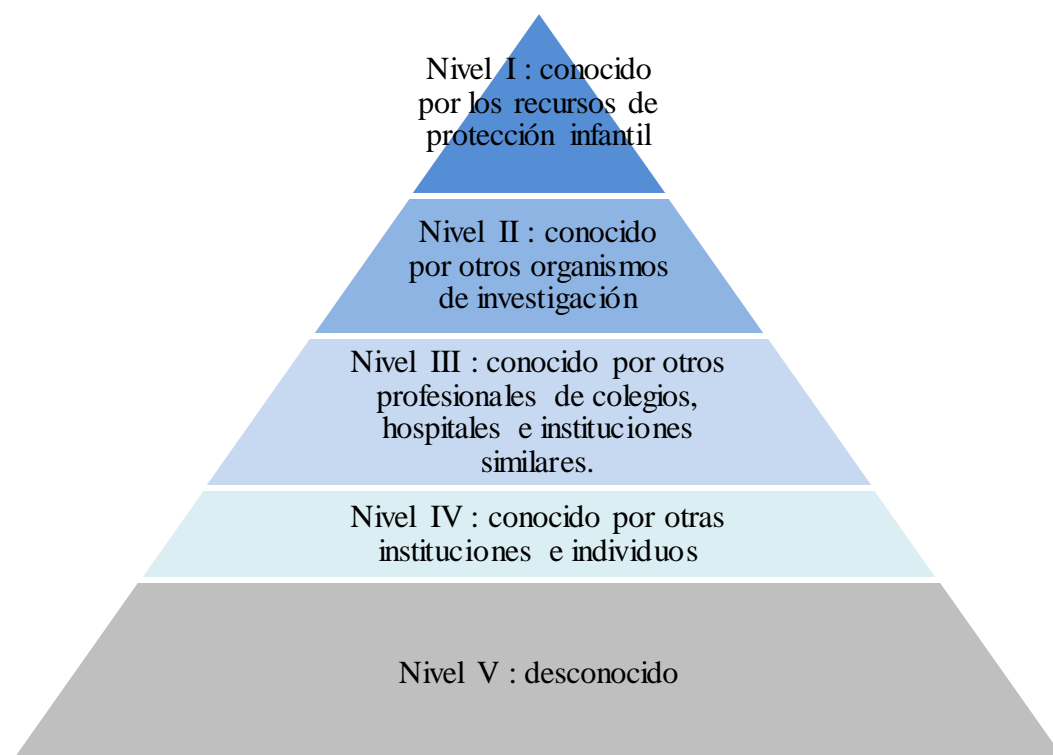 Nivel I : conocido
por los recursos de
protección infantil
Nivel II : conocido
por otros organismos
de investigación
Nivel III : conocido por otros
profesionales de colegios,
hospitales e instituciones
similares.
Nivel IV : conocido por otras
instituciones e individuos
Nivel V : desconocido